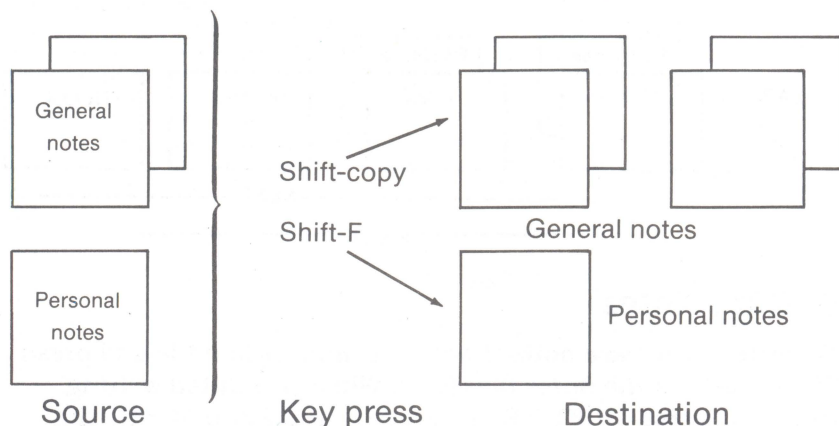 General
notes
Shift-copy
General notes
Shift-F
Personal
notes
Personal notes
Source
Key press
Destination